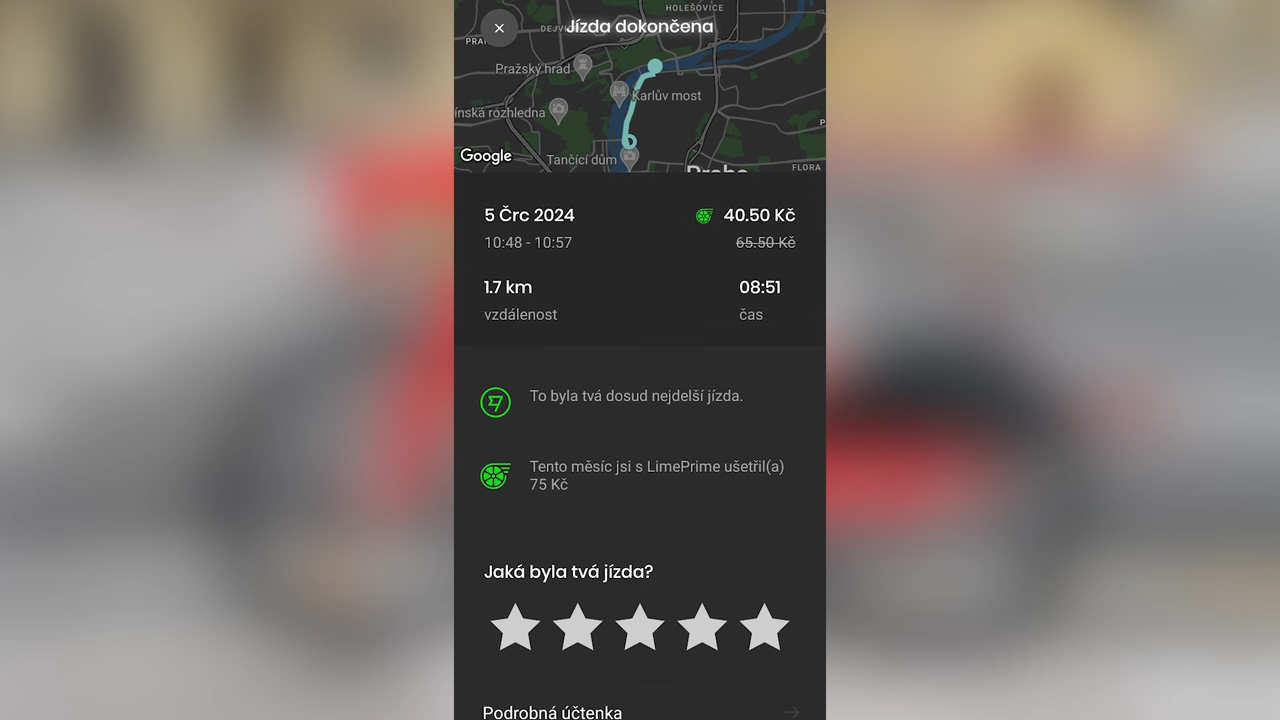 HOLEŠOVICE
Jízda dokončena
Pražský hrad
Karlův most
ínská rozhledna
Google
Tančící dům
FLORA
5 Črc 2024
40.50 Kč
10:48 - 10:57
65.50 Kč
1.7 km
08:51
vzdálenost
čas
To byla tvá dosud nejdelší jízda.
Tento měsíc jsi s LimePrime ušetřil(a)
75 Kč
Jaká byla tvá jízda?
Podrobná účtenka